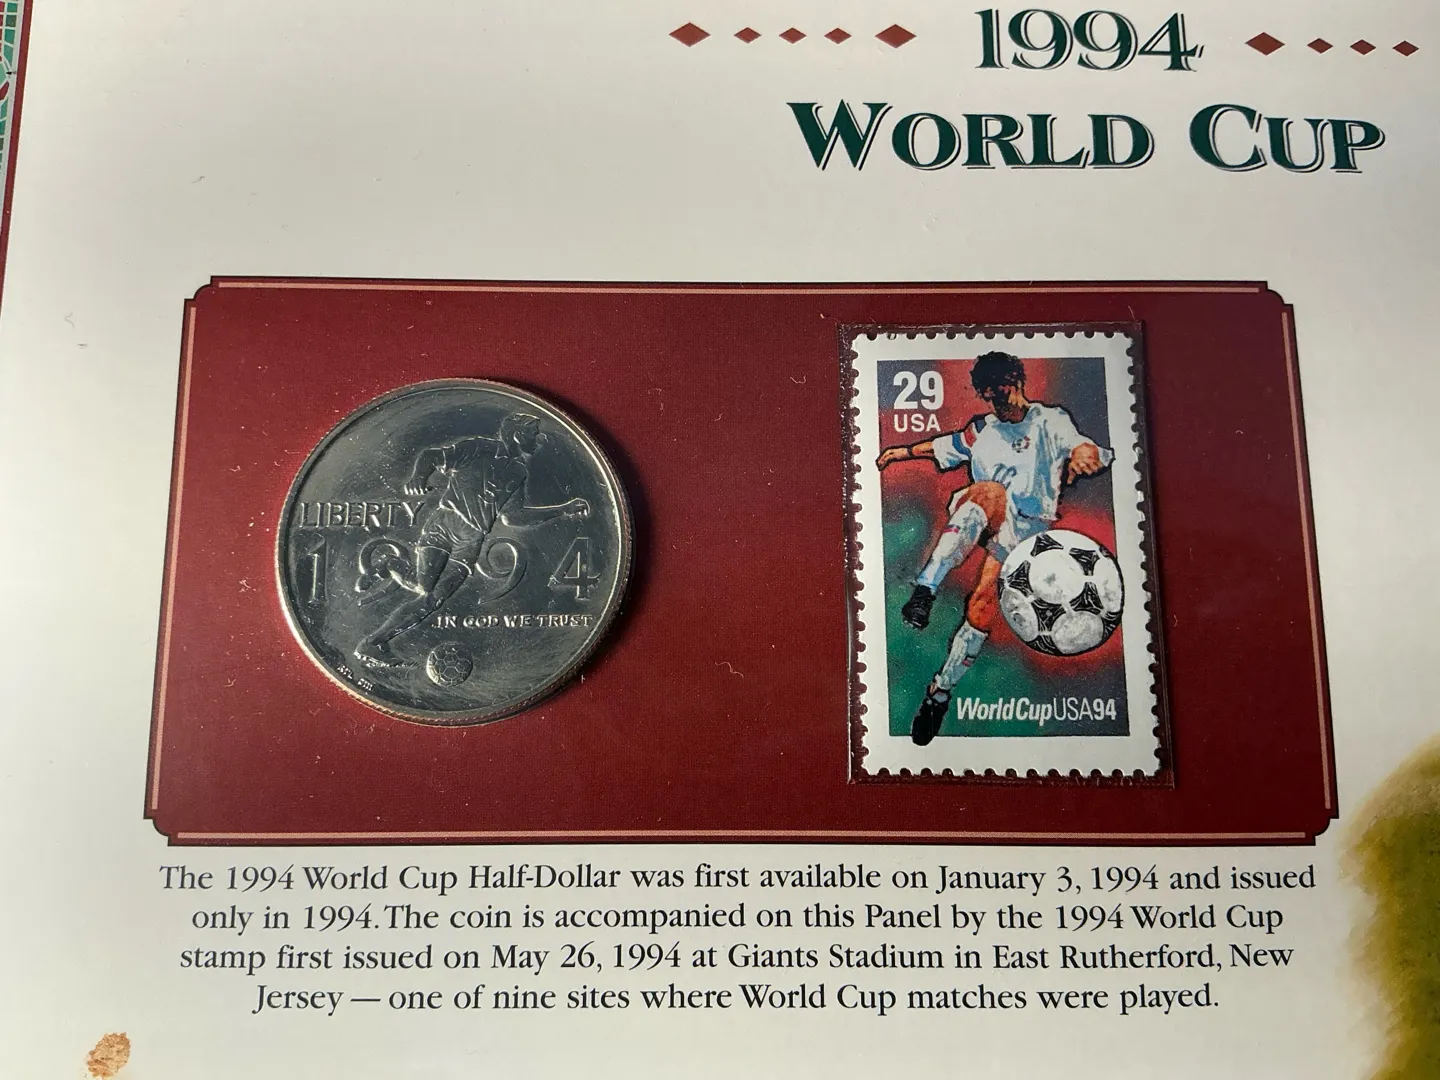 1994
WORLD CUP
LIBERTY
1994
IN GOD WE TRUST
29
USA
WorldCupUSA94
The 1994 World Cup Half-Dollar was first available on January 3, 1994 and issued
only in 1994. The coin is accompanied on this Panel by the 1994 World Cup
stamp first issued on May 26, 1994 at Giants Stadium in East Rutherford, New
Jersey — one of nine sites where World Cup matches were played.